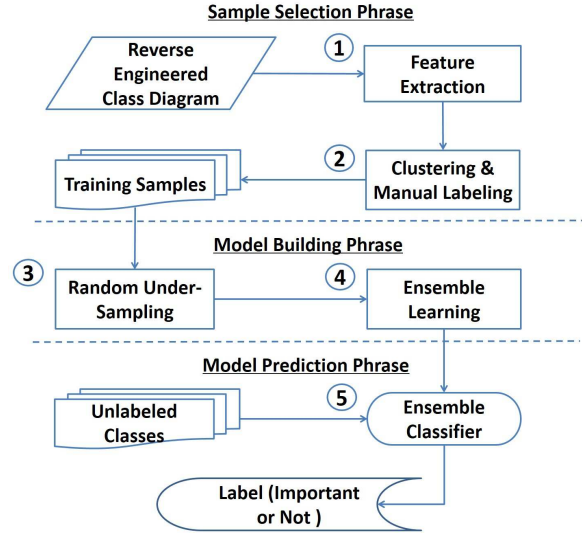 Sample Selection Phrase
Reverse
Engineered
Class Diagram
1
Feature
Extraction
2
Training Samples
Clustering &
Manual Labeling
Model Building Phrase
3
Random Under-
Sampling
4
Ensemble
Learning
Model Prediction Phrase
Unlabeled
Classes
5
Ensemble
Classifier
Label (Important
or Not )